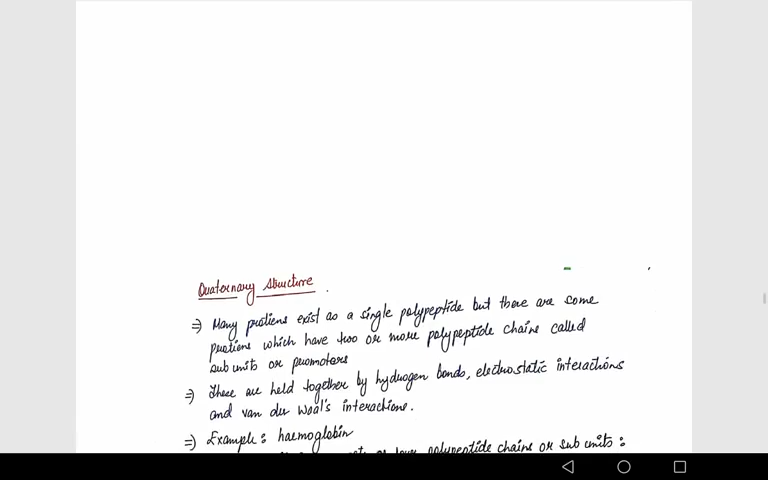 Quaternary Structure .
⇒ Many protiens exist as a single polypeptide but there are some
protiens which have two or more polypeptide chains called
sub units or promoters
⇒ These are held together by hydrogen bonds, electrostatic interactions
and van der Waal's interactions.
⇒ Example: haemoglobin
polypeptide chains or sub units :